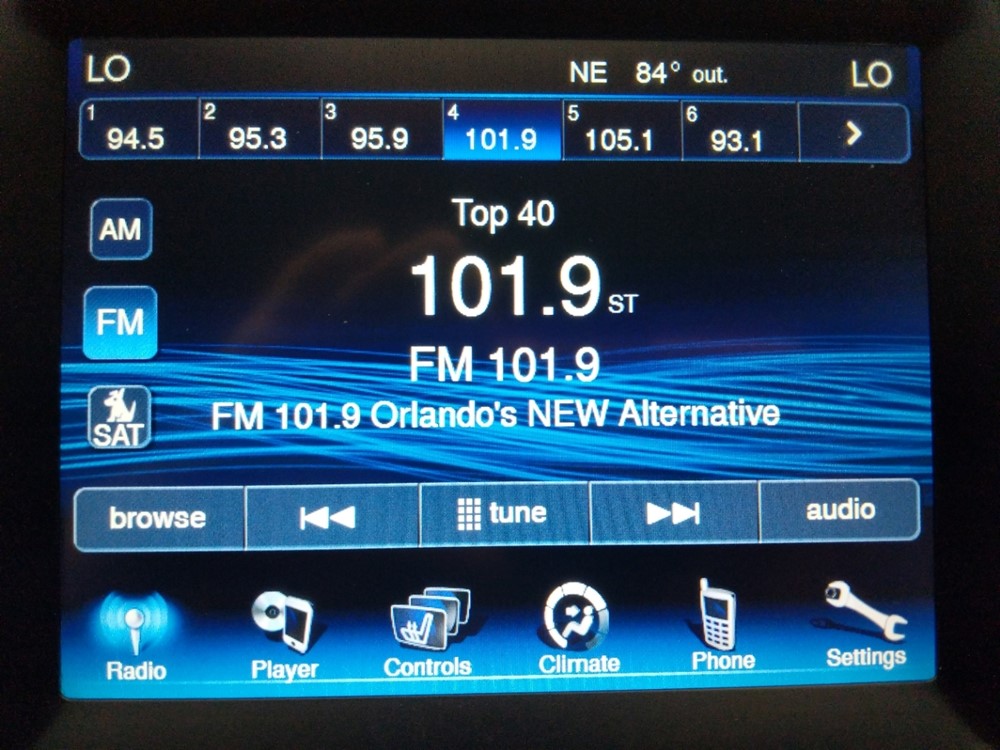 LO NE 84° out. LO
1 94.5 2 95.3 3 95.9 4 101.9 5 105.1 6 93.1
Top 40
AM
101.9 ST
FM
FM 101.9
SAT
FM 101.9 Orlando's NEW Alternative
browse tune audio
Radio Player Controls Climate Phone Settings